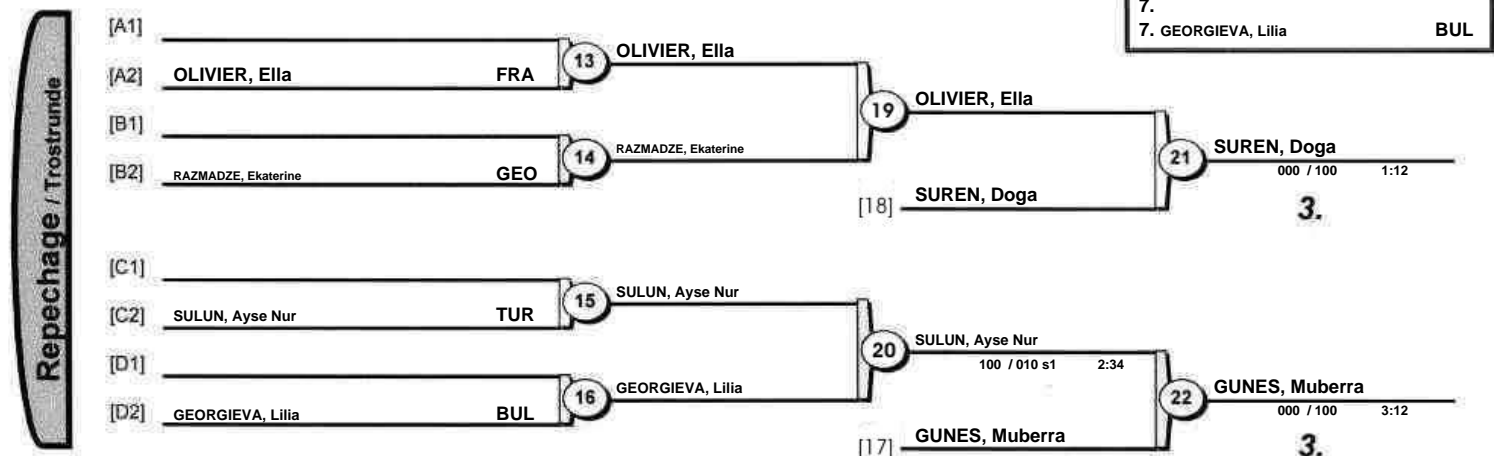 7.
7. GEORGIEVA, Lilia BUL
Repechage / Trostrunde
[A1]
[A2] OLIVIER, Ella FRA
13 OLIVIER, Ella
[B1]
[B2] RAZMADZE, Ekaterine GEO
14 RAZMADZE, Ekaterine
19 OLIVIER, Ella
[18] SUREN, Doga
21 SUREN, Doga
000 / 100 1:12
3.
[C1]
[C2] SULUN, Ayse Nur TUR
15 SULUN, Ayse Nur
[D1]
[D2] GEORGIEVA, Lilia BUL
16 GEORGIEVA, Lilia
20 SULUN, Ayse Nur
100 / 010 s1 2:34
[17] GUNES, Muberra
22 GUNES, Muberra
000 / 100 3:12
3.